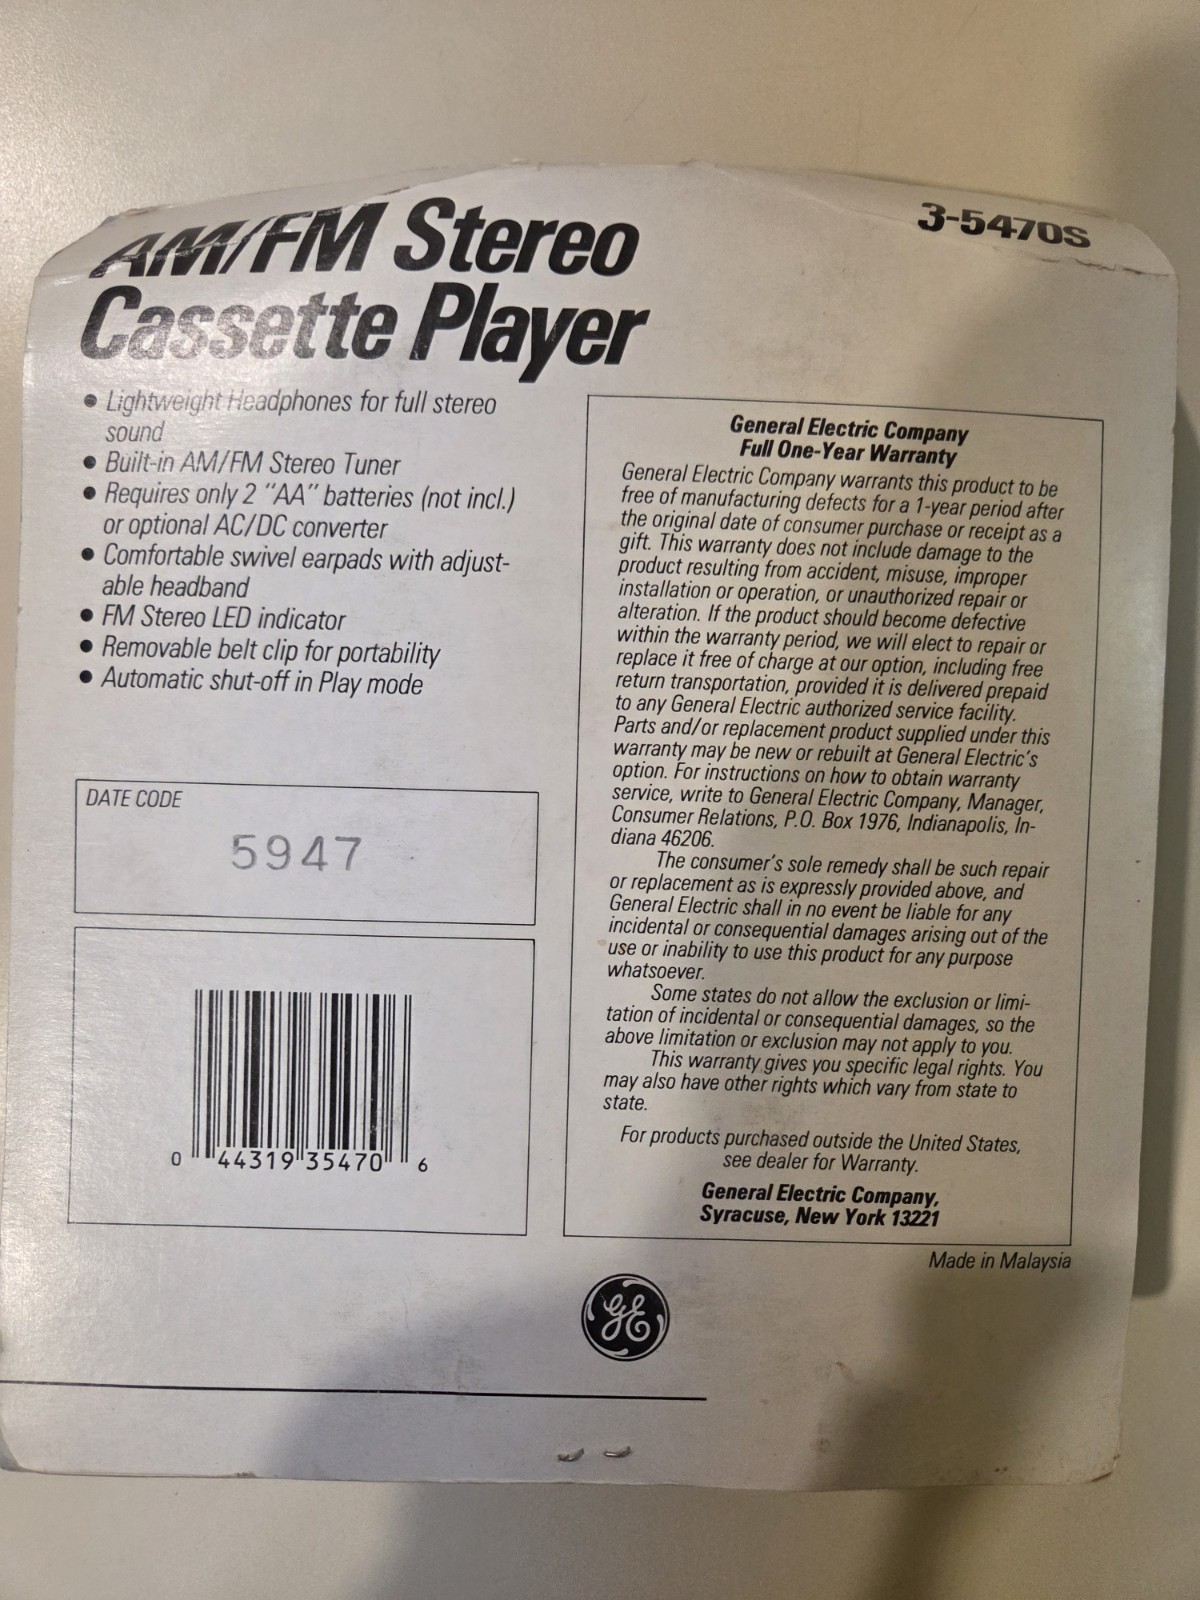 3-5470S
AM/FM Stereo
Cassette Player
• Lightweight Headphones for full stereo
sound
• Built-in AM/FM Stereo Tuner
• Requires only 2 "AA" batteries (not incl.)
or optional AC/DC converter
• Comfortable swivel earpads with adjust-
able headband
• FM Stereo LED indicator
• Removable belt clip for portability
• Automatic shut-off in Play mode
DATE CODE
5947
0 44319 35470 6
General Electric Company
Full One-Year Warranty
General Electric Company warrants this product to be
free of manufacturing defects for a 1-year period after
the original date of consumer purchase or receipt as a
gift. This warranty does not include damage to the
product resulting from accident, misuse, improper
installation or operation, or unauthorized repair or
alteration. If the product should become defective
within the warranty period, we will elect to repair or
replace it free of charge at our option, including free
return transportation, provided it is delivered prepaid
to any General Electric authorized service facility.
Parts and/or replacement product supplied under this
warranty may be new or rebuilt at General Electric's
option. For instructions on how to obtain warranty
service, write to General Electric Company, Manager,
Consumer Relations, P.O. Box 1976, Indianapolis, In-
diana 46206.
The consumer's sole remedy shall be such repair
or replacement as is expressly provided above, and
General Electric shall in no event be liable for any
incidental or consequential damages arising out of the
use or inability to use this product for any purpose
whatsoever.
Some states do not allow the exclusion or limi-
tation of incidental or consequential damages, so the
above limitation or exclusion may not apply to you.
This warranty gives you specific legal rights. You
may also have other rights which vary from state to
state.
For products purchased outside the United States,
see dealer for Warranty.
General Electric Company,
Syracuse, New York 13221
Made in Malaysia
GE